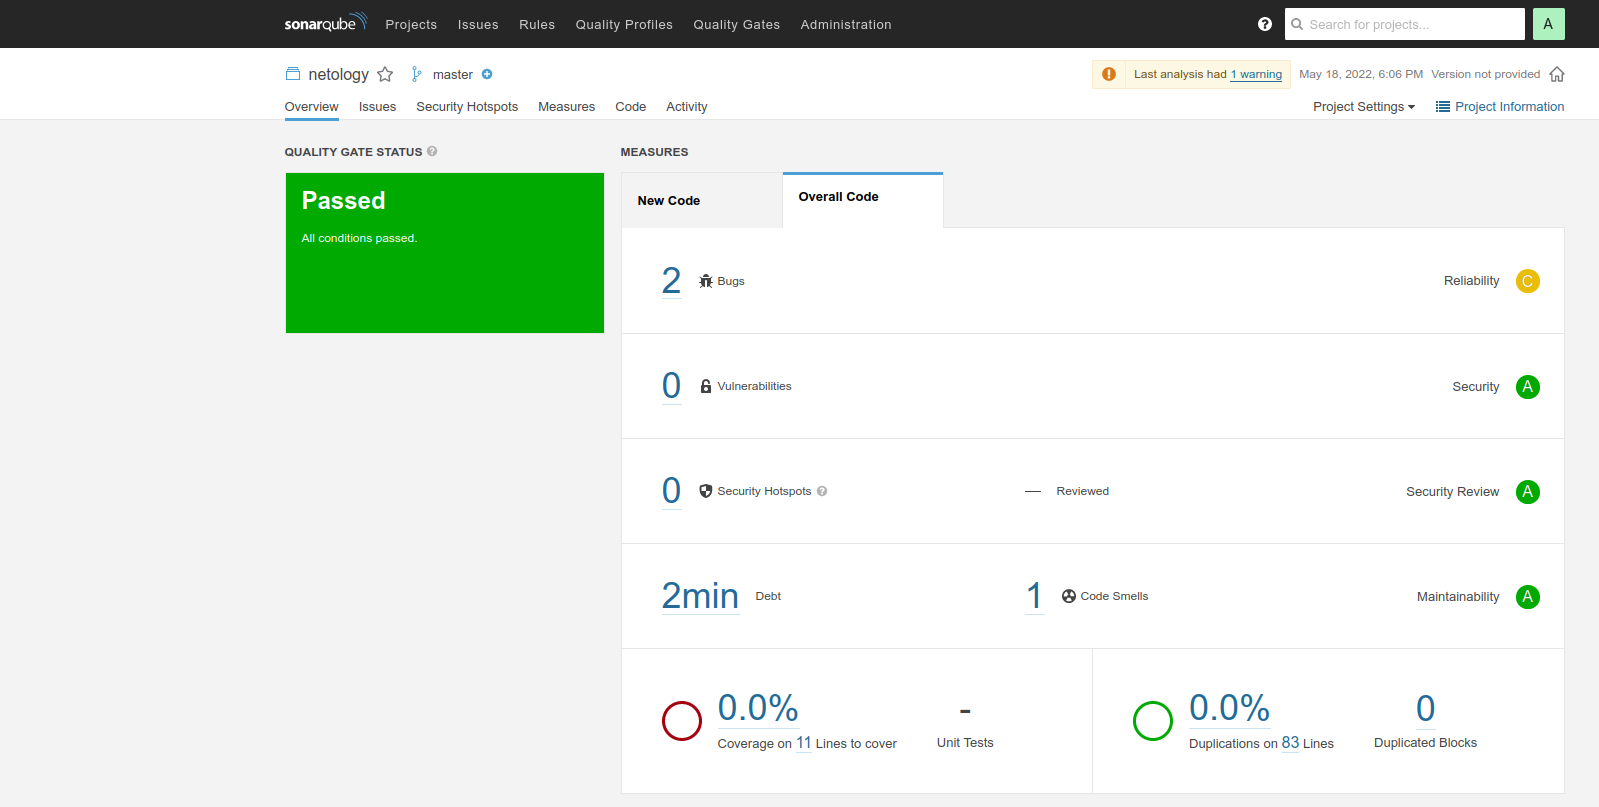 sonarqube Projects Issues Rules Quality Profiles Quality Gates Administration ? Search for projects... A
netology master Last analysis had 1 warning May 18, 2022, 6:06 PM Version not provided
Overview Issues Security Hotspots Measures Code Activity Project Settings Project Information
QUALITY GATE STATUS ? MEASURES
Passed
All conditions passed.
New Code Overall Code
2 Bugs Reliability C
0 Vulnerabilities Security A
0 Security Hotspots ? — Reviewed Security Review A
2min Debt 1 Code Smells Maintainability A
0.0% - 0.0% 0
Coverage on 11 Lines to cover Unit Tests Duplications on 83 Lines Duplicated Blocks